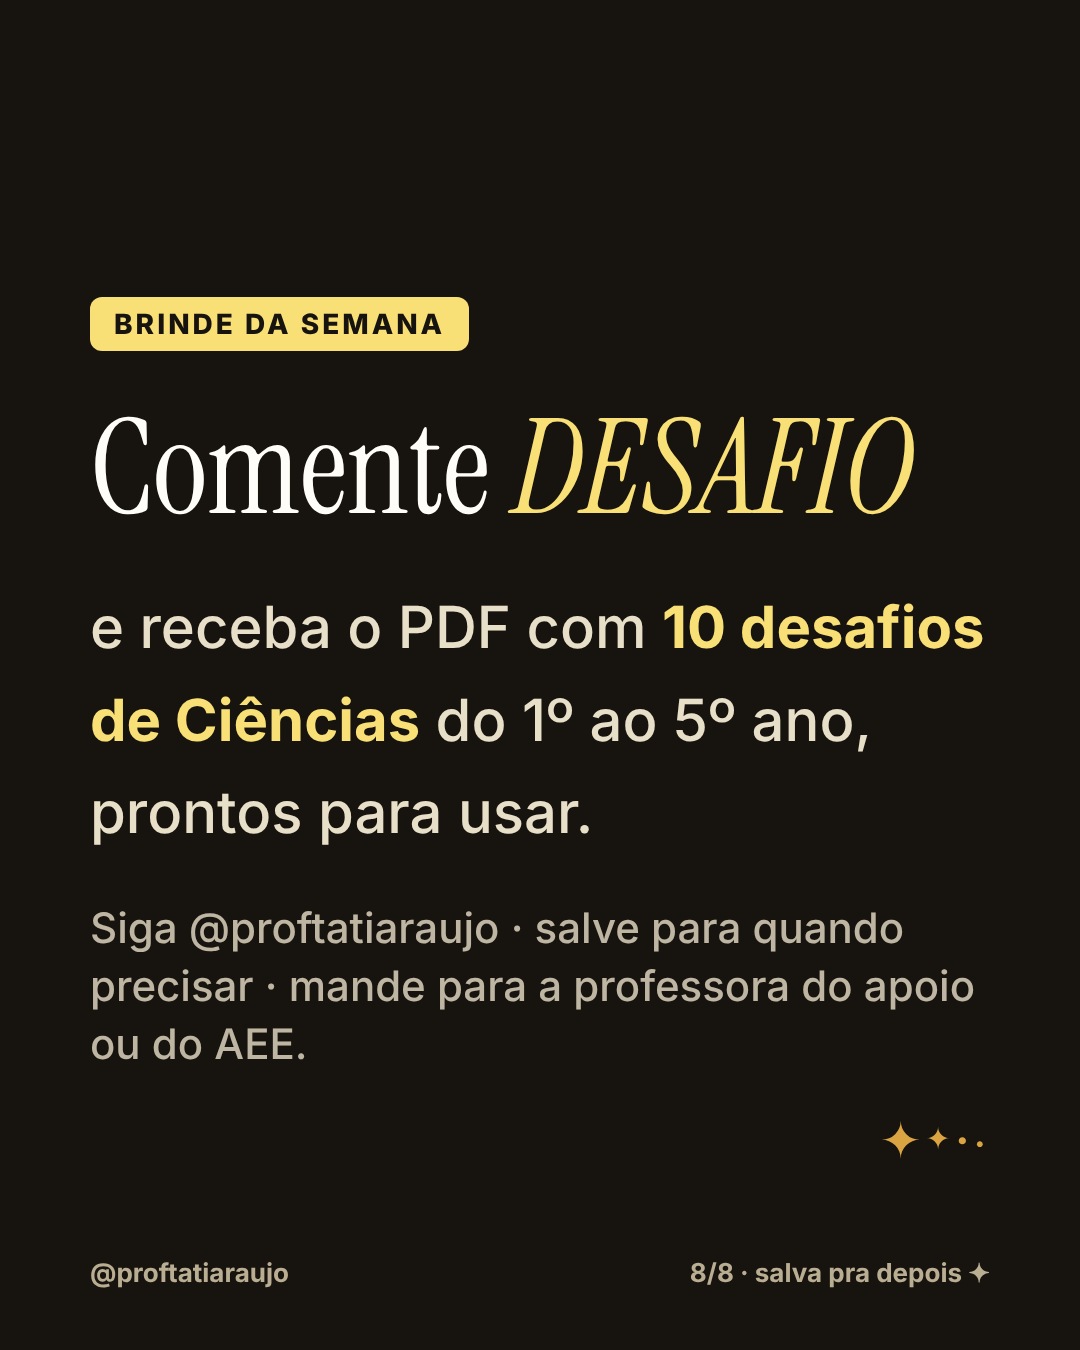 BRINDE DA SEMANA
Comente DESAFIO
e receba o PDF com 10 desafios
de Ciências do 1º ao 5º ano,
prontos para usar.
Siga @proftatiaraujo · salve para quando
precisar · mande para a professora do apoio
ou do AEE.
@proftatiaraujo
8/8 · salva pra depois ✦